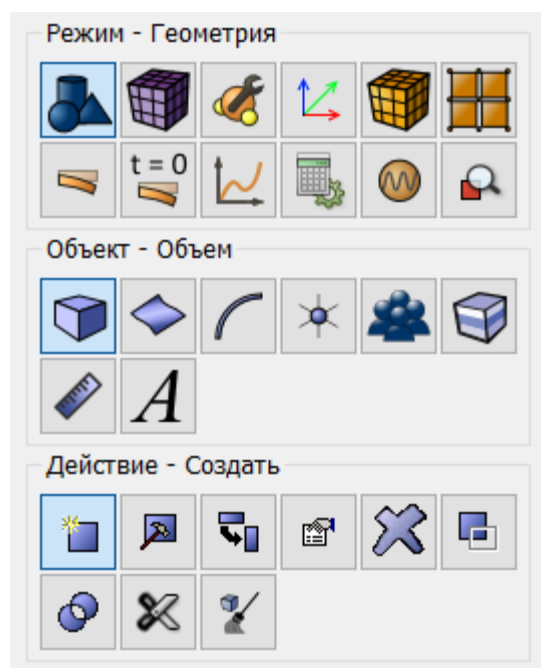 Режим - Геометрия
t = 0
Объект - Объем
A
Действие - Создать